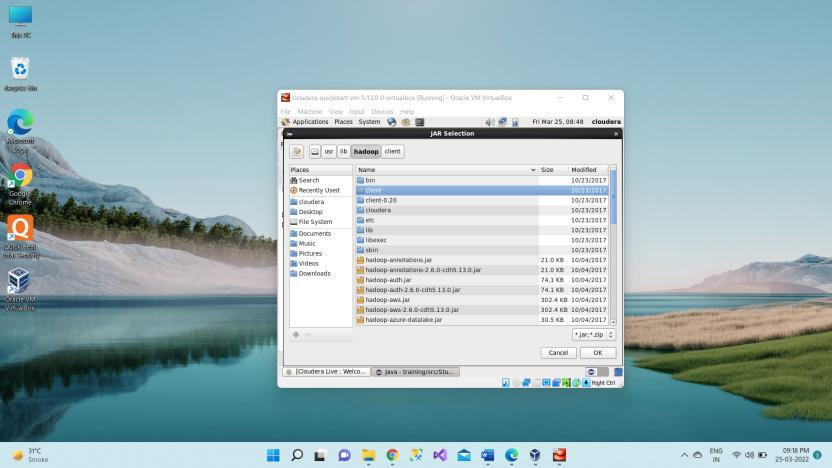 This PC
Recycle Bin
Microsoft
Edge
Google
Chrome
Quick Heal
Total Security
Oracle VM
VirtualBox
cloudera-quickstart-vm-5.13.0-0-virtualbox [Running] - Oracle VM VirtualBox
File Machine View Input Devices Help
Applications Places System Fri Mar 25, 08:48 cloudera
JAR Selection
usr lib hadoop client
Places Name Size Modified
Search
Recently Used
cloudera
Desktop
File System
Documents
Music
Pictures
Videos
Downloads
bin 10/23/2017
client 10/23/2017
client-0.20 10/23/2017
cloudera 10/23/2017
etc 10/23/2017
lib 10/23/2017
libexec 10/23/2017
sbin 10/23/2017
hadoop-annotations.jar 21.0 KB 10/04/2017
hadoop-annotations-2.6.0-cdh5.13.0.jar 21.0 KB 10/04/2017
hadoop-auth.jar 74.1 KB 10/04/2017
hadoop-auth-2.6.0-cdh5.13.0.jar 74.1 KB 10/04/2017
hadoop-aws.jar 302.4 KB 10/04/2017
hadoop-aws-2.6.0-cdh5.13.0.jar 302.4 KB 10/04/2017
hadoop-azure-datalake.jar 30.5 KB 10/04/2017
*.jar;*.zip
Cancel OK
[Cloudera Live : Welco... Java - training/src/Stu...
Right Ctrl
31°C
Smoke
ENG
IN
09:18 PM
25-03-2022
3